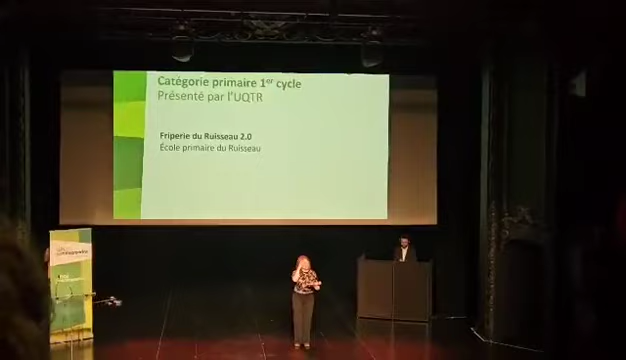 Catégorie primaire 1er cycle
Présenté par l'UQTR
Friperie du Ruisseau 2.0
École primaire du Ruisseau